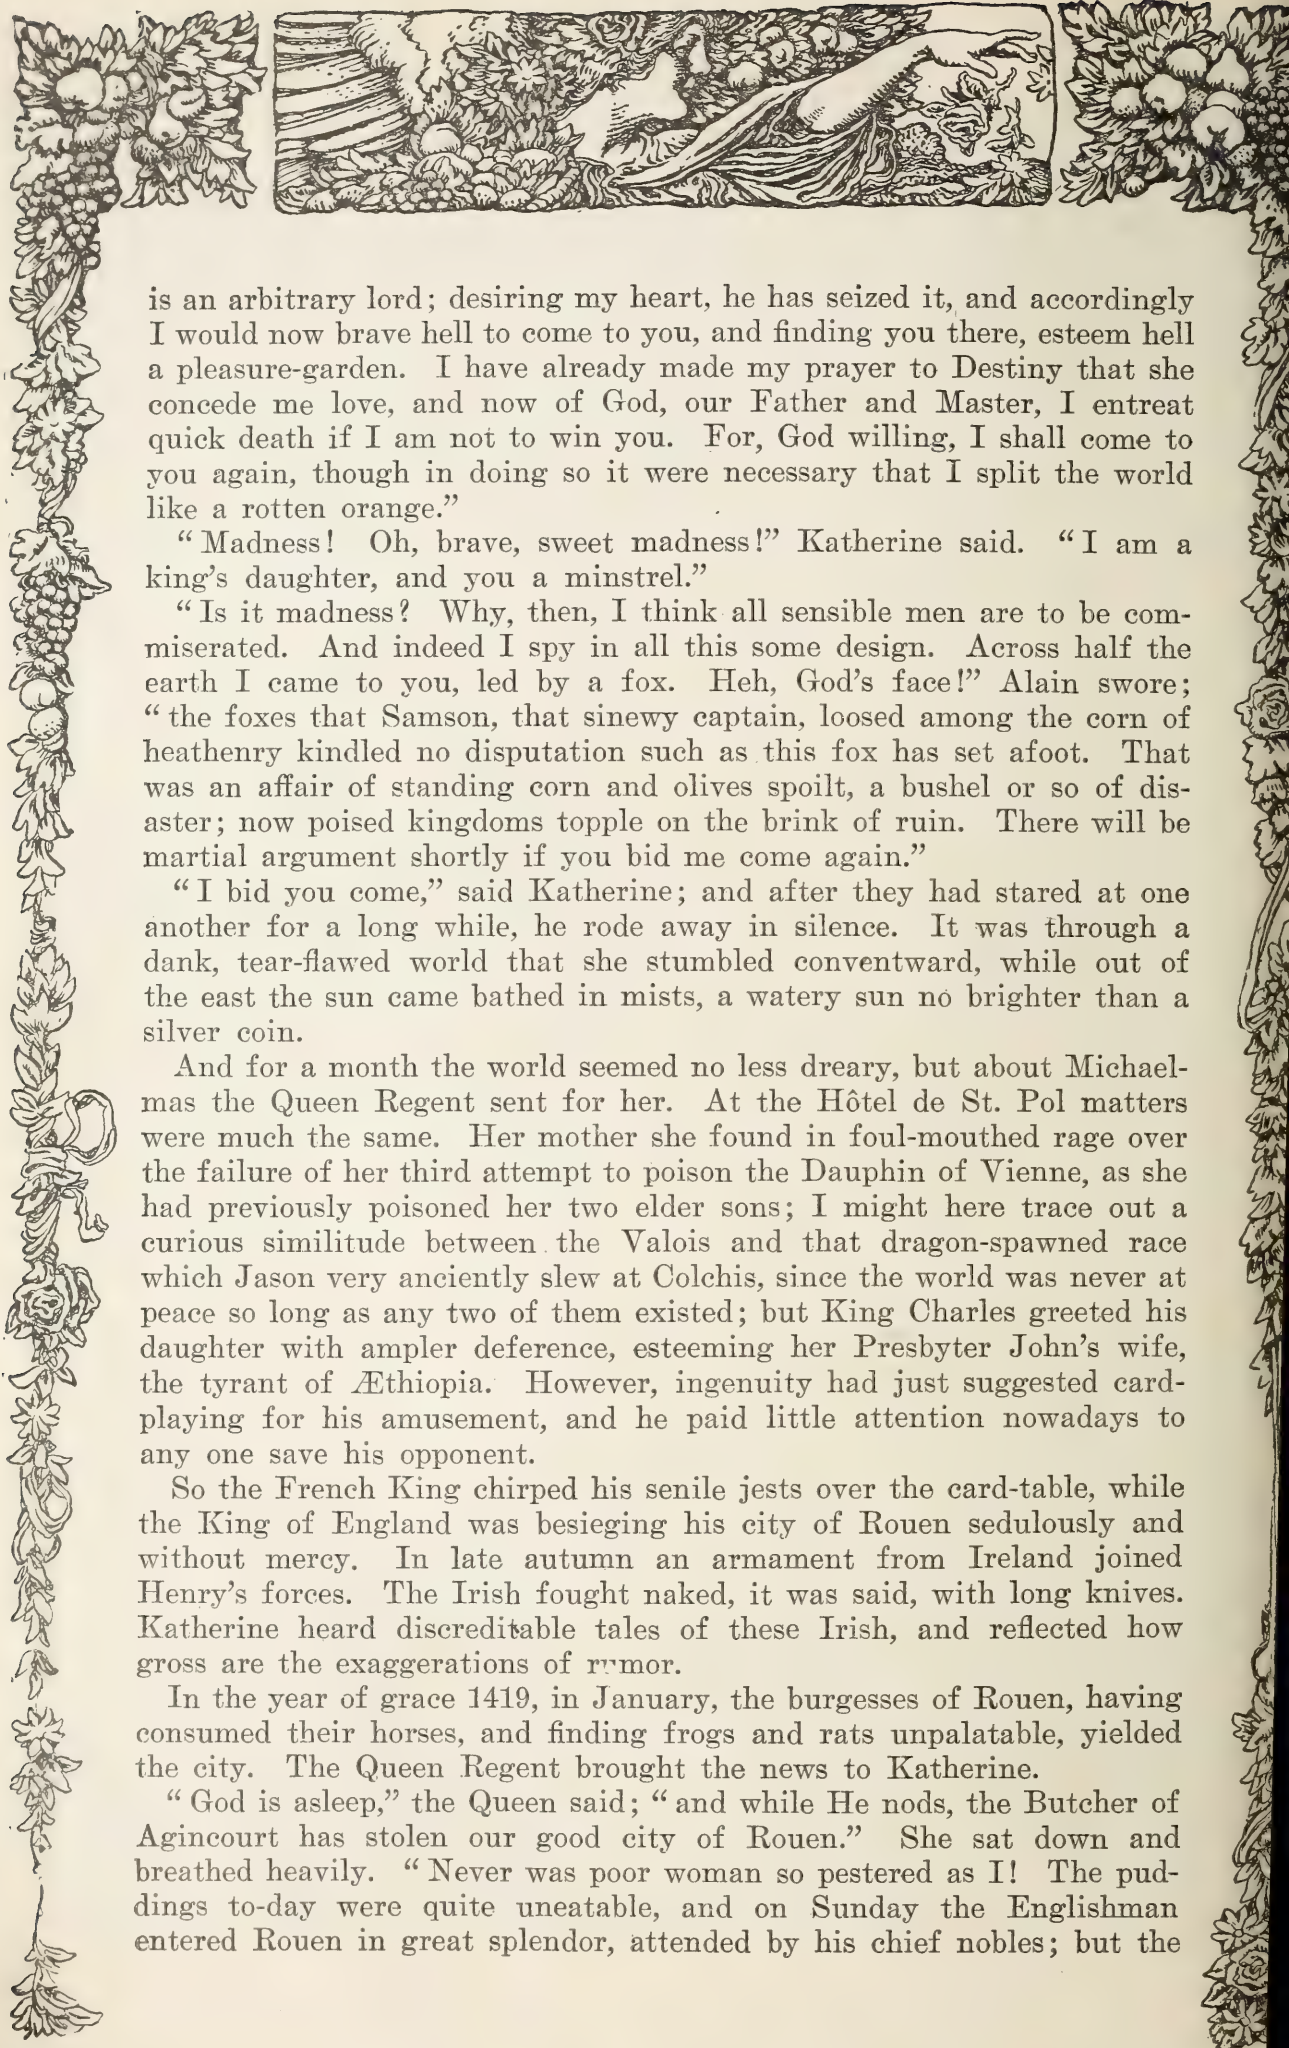 is an arbitrary lord; desiring my heart, he has seized it, and accordingly
I would now brave hell to come to you, and finding you there, esteem hell
a pleasure-garden. I have already made my prayer to Destiny that she
concede me love, and now of God, our Father and Master, I entreat
quick death if I am not to win you. For, God willing, I shall come to
you again, though in doing so it were necessary that I split the world
like a rotten orange.”
“Madness! Oh, brave, sweet madness!” Katherine said. “I am a
king’s daughter, and you a minstrel.”
“Is it madness? Why, then, I think all sensible men are to be com-
miserated. And indeed I spy in all this some design. Across half the
earth I came to you, led by a fox. Heh, God’s face!” Alain swore;
“the foxes that Samson, that sinewy captain, loosed among the corn of
heathenry kindled no disputation such as this fox has set afoot. That
was an affair of standing corn and olives spoilt, a bushel or so of dis-
aster; now poised kingdoms topple on the brink of ruin. There will be
martial argument shortly if you bid me come again.”
“I bid you come,” said Katherine; and after they had stared at one
another for a long while, he rode away in silence. It was through a
dank, tear-flawed world that she stumbled conventward, while out of
the east the sun came bathed in mists, a watery sun no brighter than a
silver coin.
And for a month the world seemed no less dreary, but about Michael-
mas the Queen Regent sent for her. At the Hôtel de St. Pol matters
were much the same. Her mother she found in foul-mouthed rage over
the failure of her third attempt to poison the Dauphin of Vienne, as she
had previously poisoned her two elder sons; I might here trace out a
curious similitude between the Valois and that dragon-spawned race
which Jason very anciently slew at Colchis, since the world was never at
peace so long as any two of them existed; but King Charles greeted his
daughter with ampler deference, esteeming her Presbyter John’s wife,
the tyrant of Æthiopia. However, ingenuity had just suggested card-
playing for his amusement, and he paid little attention nowadays to
any one save his opponent.
So the French King chirped his senile jests over the card-table, while
the King of England was besieging his city of Rouen sedulously and
without mercy. In late autumn an armament from Ireland joined
Henry’s forces. The Irish fought naked, it was said, with long knives.
Katherine heard discreditable tales of these Irish, and reflected how
gross are the exaggerations of rumor.
In the year of grace 1419, in January, the burgesses of Rouen, having
consumed their horses, and finding frogs and rats unpalatable, yielded
the city. The Queen Regent brought the news to Katherine.
“God is asleep,” the Queen said; “and while He nods, the Butcher of
Agincourt has stolen our good city of Rouen.” She sat down and
breathed heavily. “Never was poor woman so pestered as I! The pud-
dings to-day were quite uneatable, and on Sunday the Englishman
entered Rouen in great splendor, attended by his chief nobles; but the